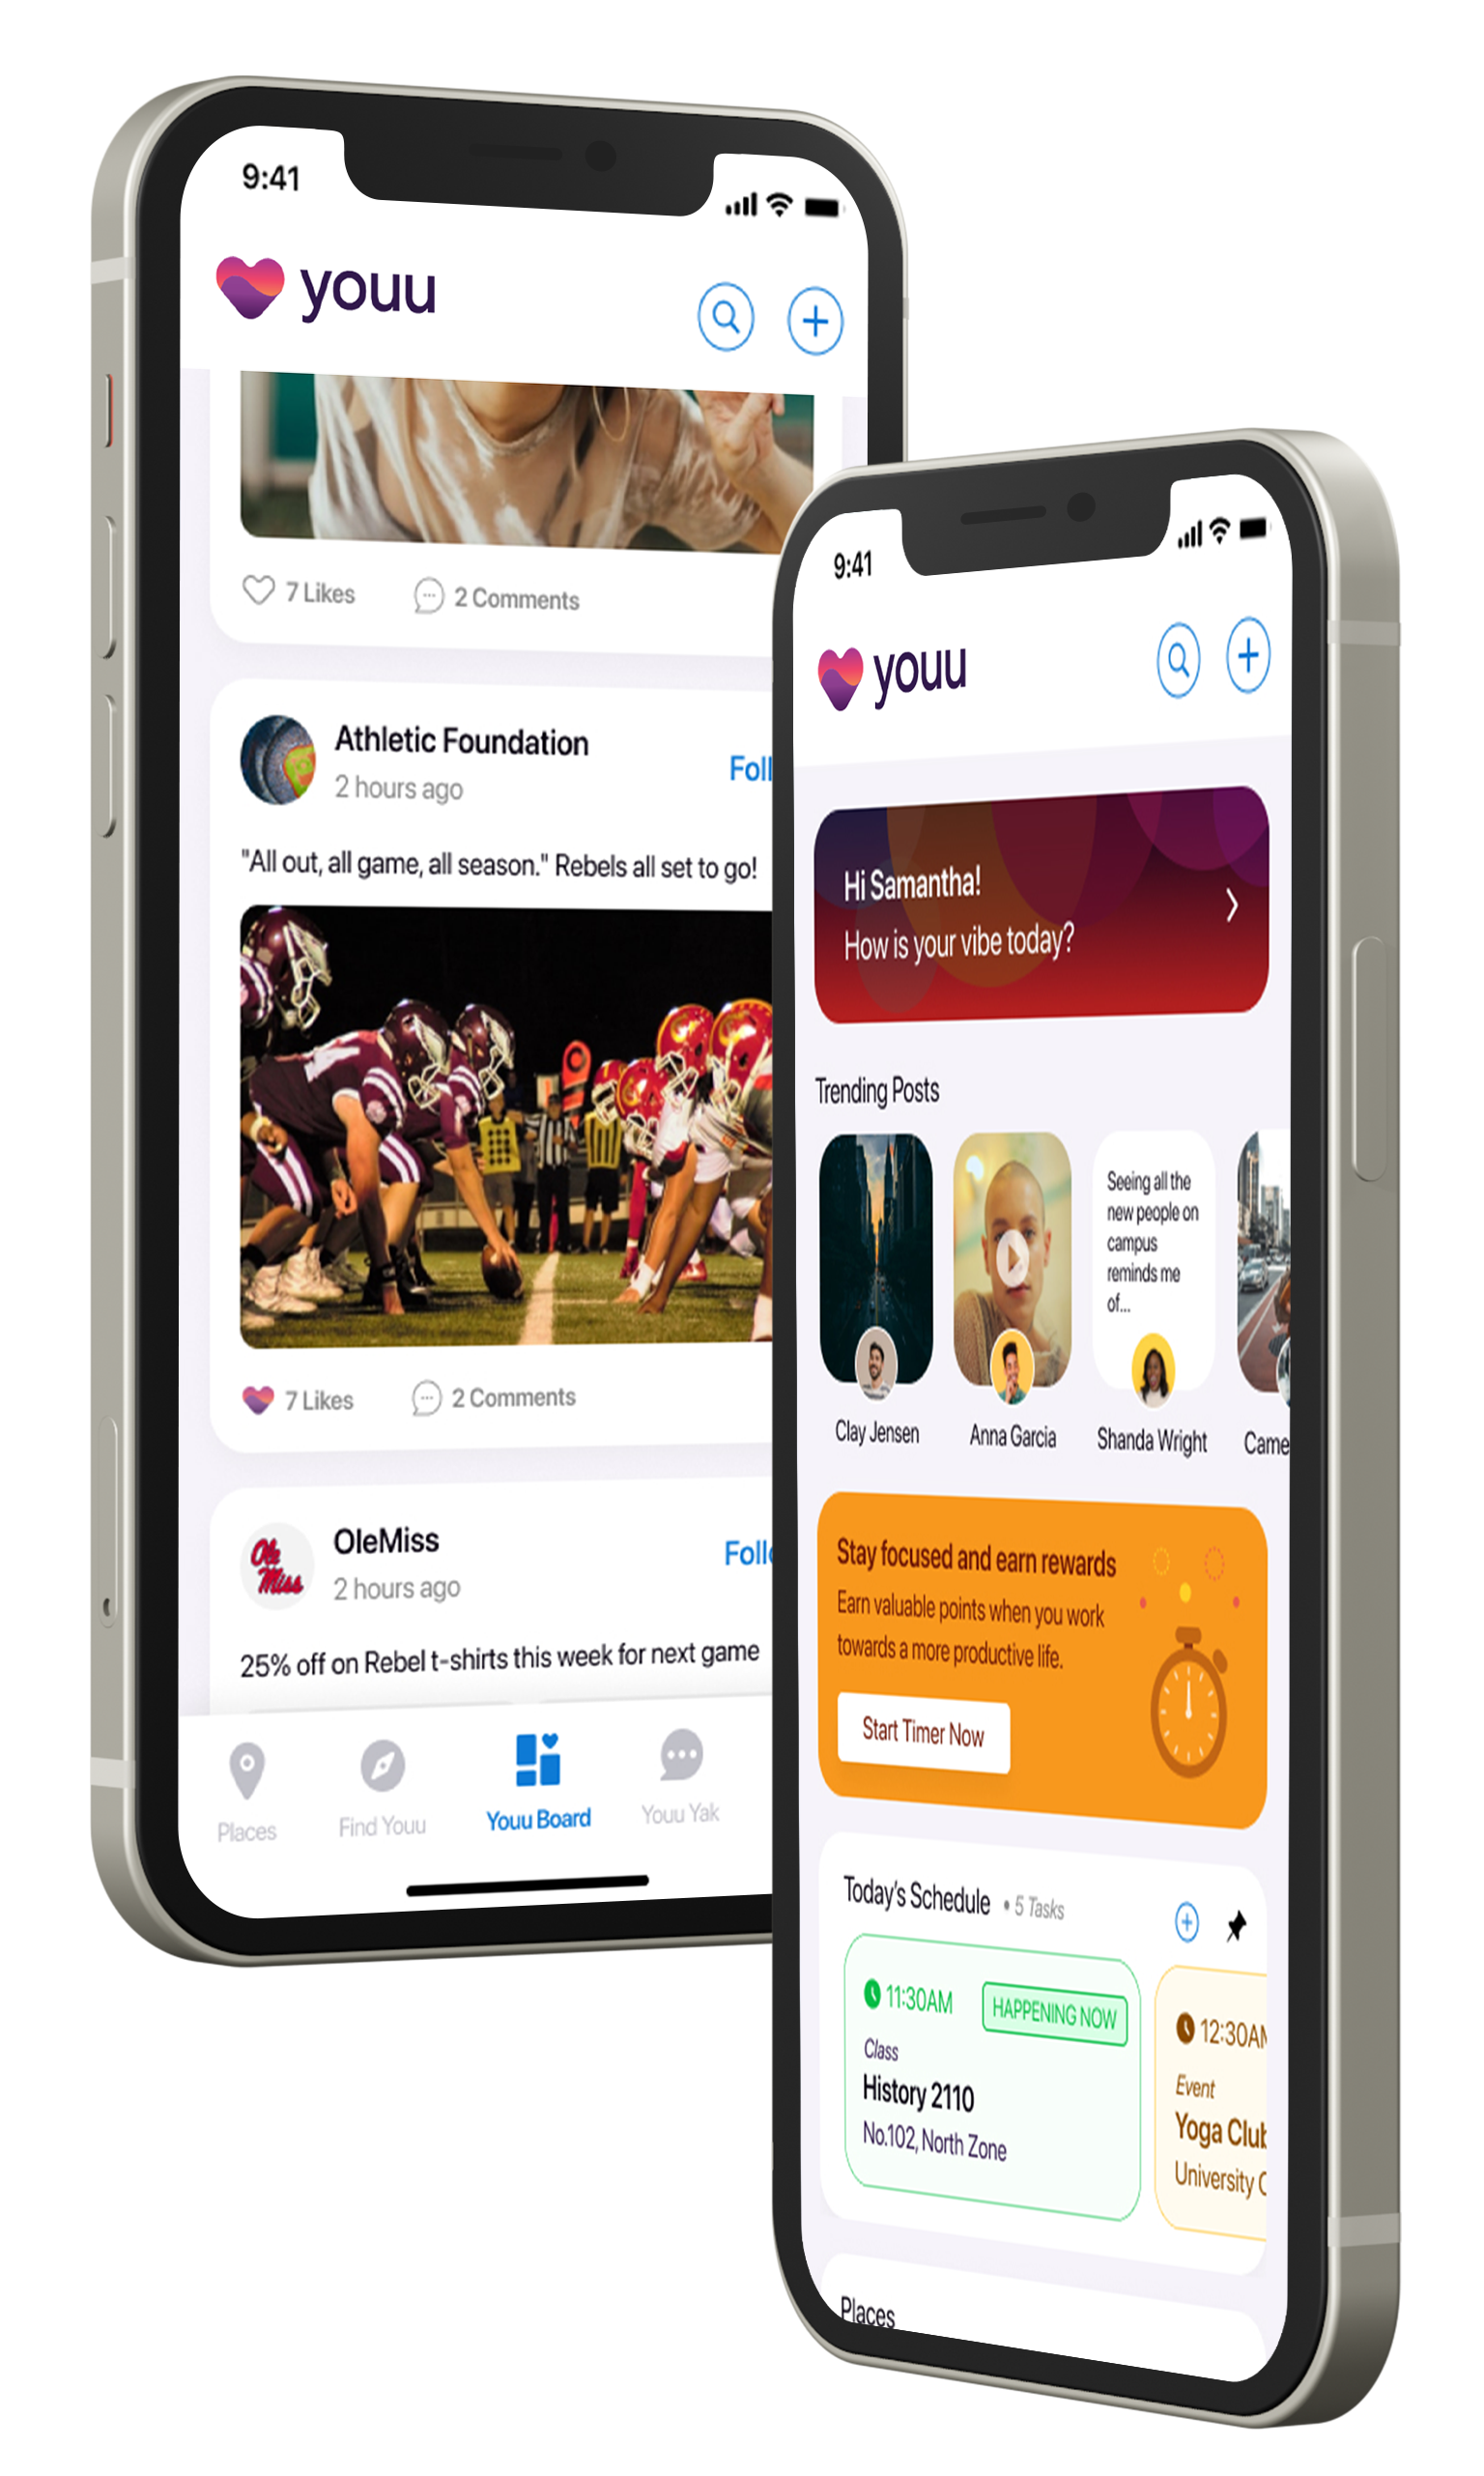 9:41
youu
7 Likes
2 Comments
Athletic Foundation
2 hours ago
"All out, all game, all season." Rebels all set to go!
7 Likes
2 Comments
Ole
Miss
OleMiss
2 hours ago
25% off on Rebel t-shirts this week for next game
Places
Find Youu
Youu Board
Youu Yak
9:41
youu
Hi Samantha!
How is your vibe today?
Trending Posts
Seeing all the
new people on
campus
reminds me
of...
Clay Jensen
Anna Garcia
Shanda Wright
Came
Stay focused and earn rewards
Earn valuable points when you work
towards a more productive life.
Start Timer Now
Today's Schedule • 5 Tasks
11:30AM
HAPPENING NOW
Class
History 2110
No.102, North Zone
12:30AM
Event
Yoga Club
University
Places